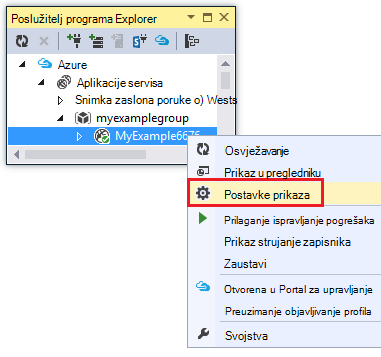 Poslužitelj programa Explorer
Azure
Aplikacije servisa
Snimka zaslona poruke o) Wests
myexamplegroup
MyExample6676
Osvježavanje
Prikaz u pregledniku
Postavke prikaza
Prilaganje ispravljanje pogrešaka
Prikaz strujanje zapisnika
Zaustavi
Otvorena u Portal za upravljanje
Preuzimanje objavljivanje profila
Svojstva